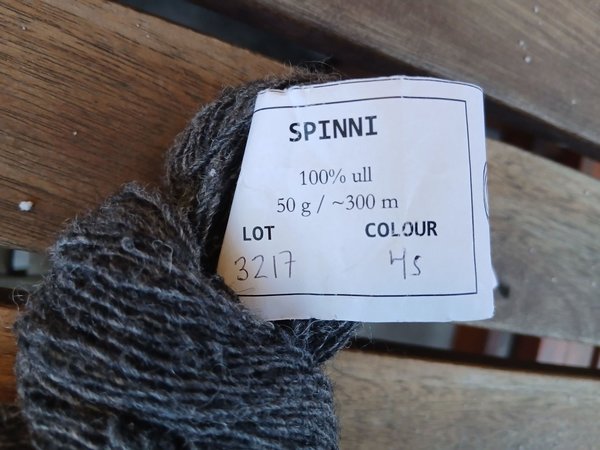 SPINNI
100% ull
50 g / ~300 m
LOT COLOUR
3217 4s